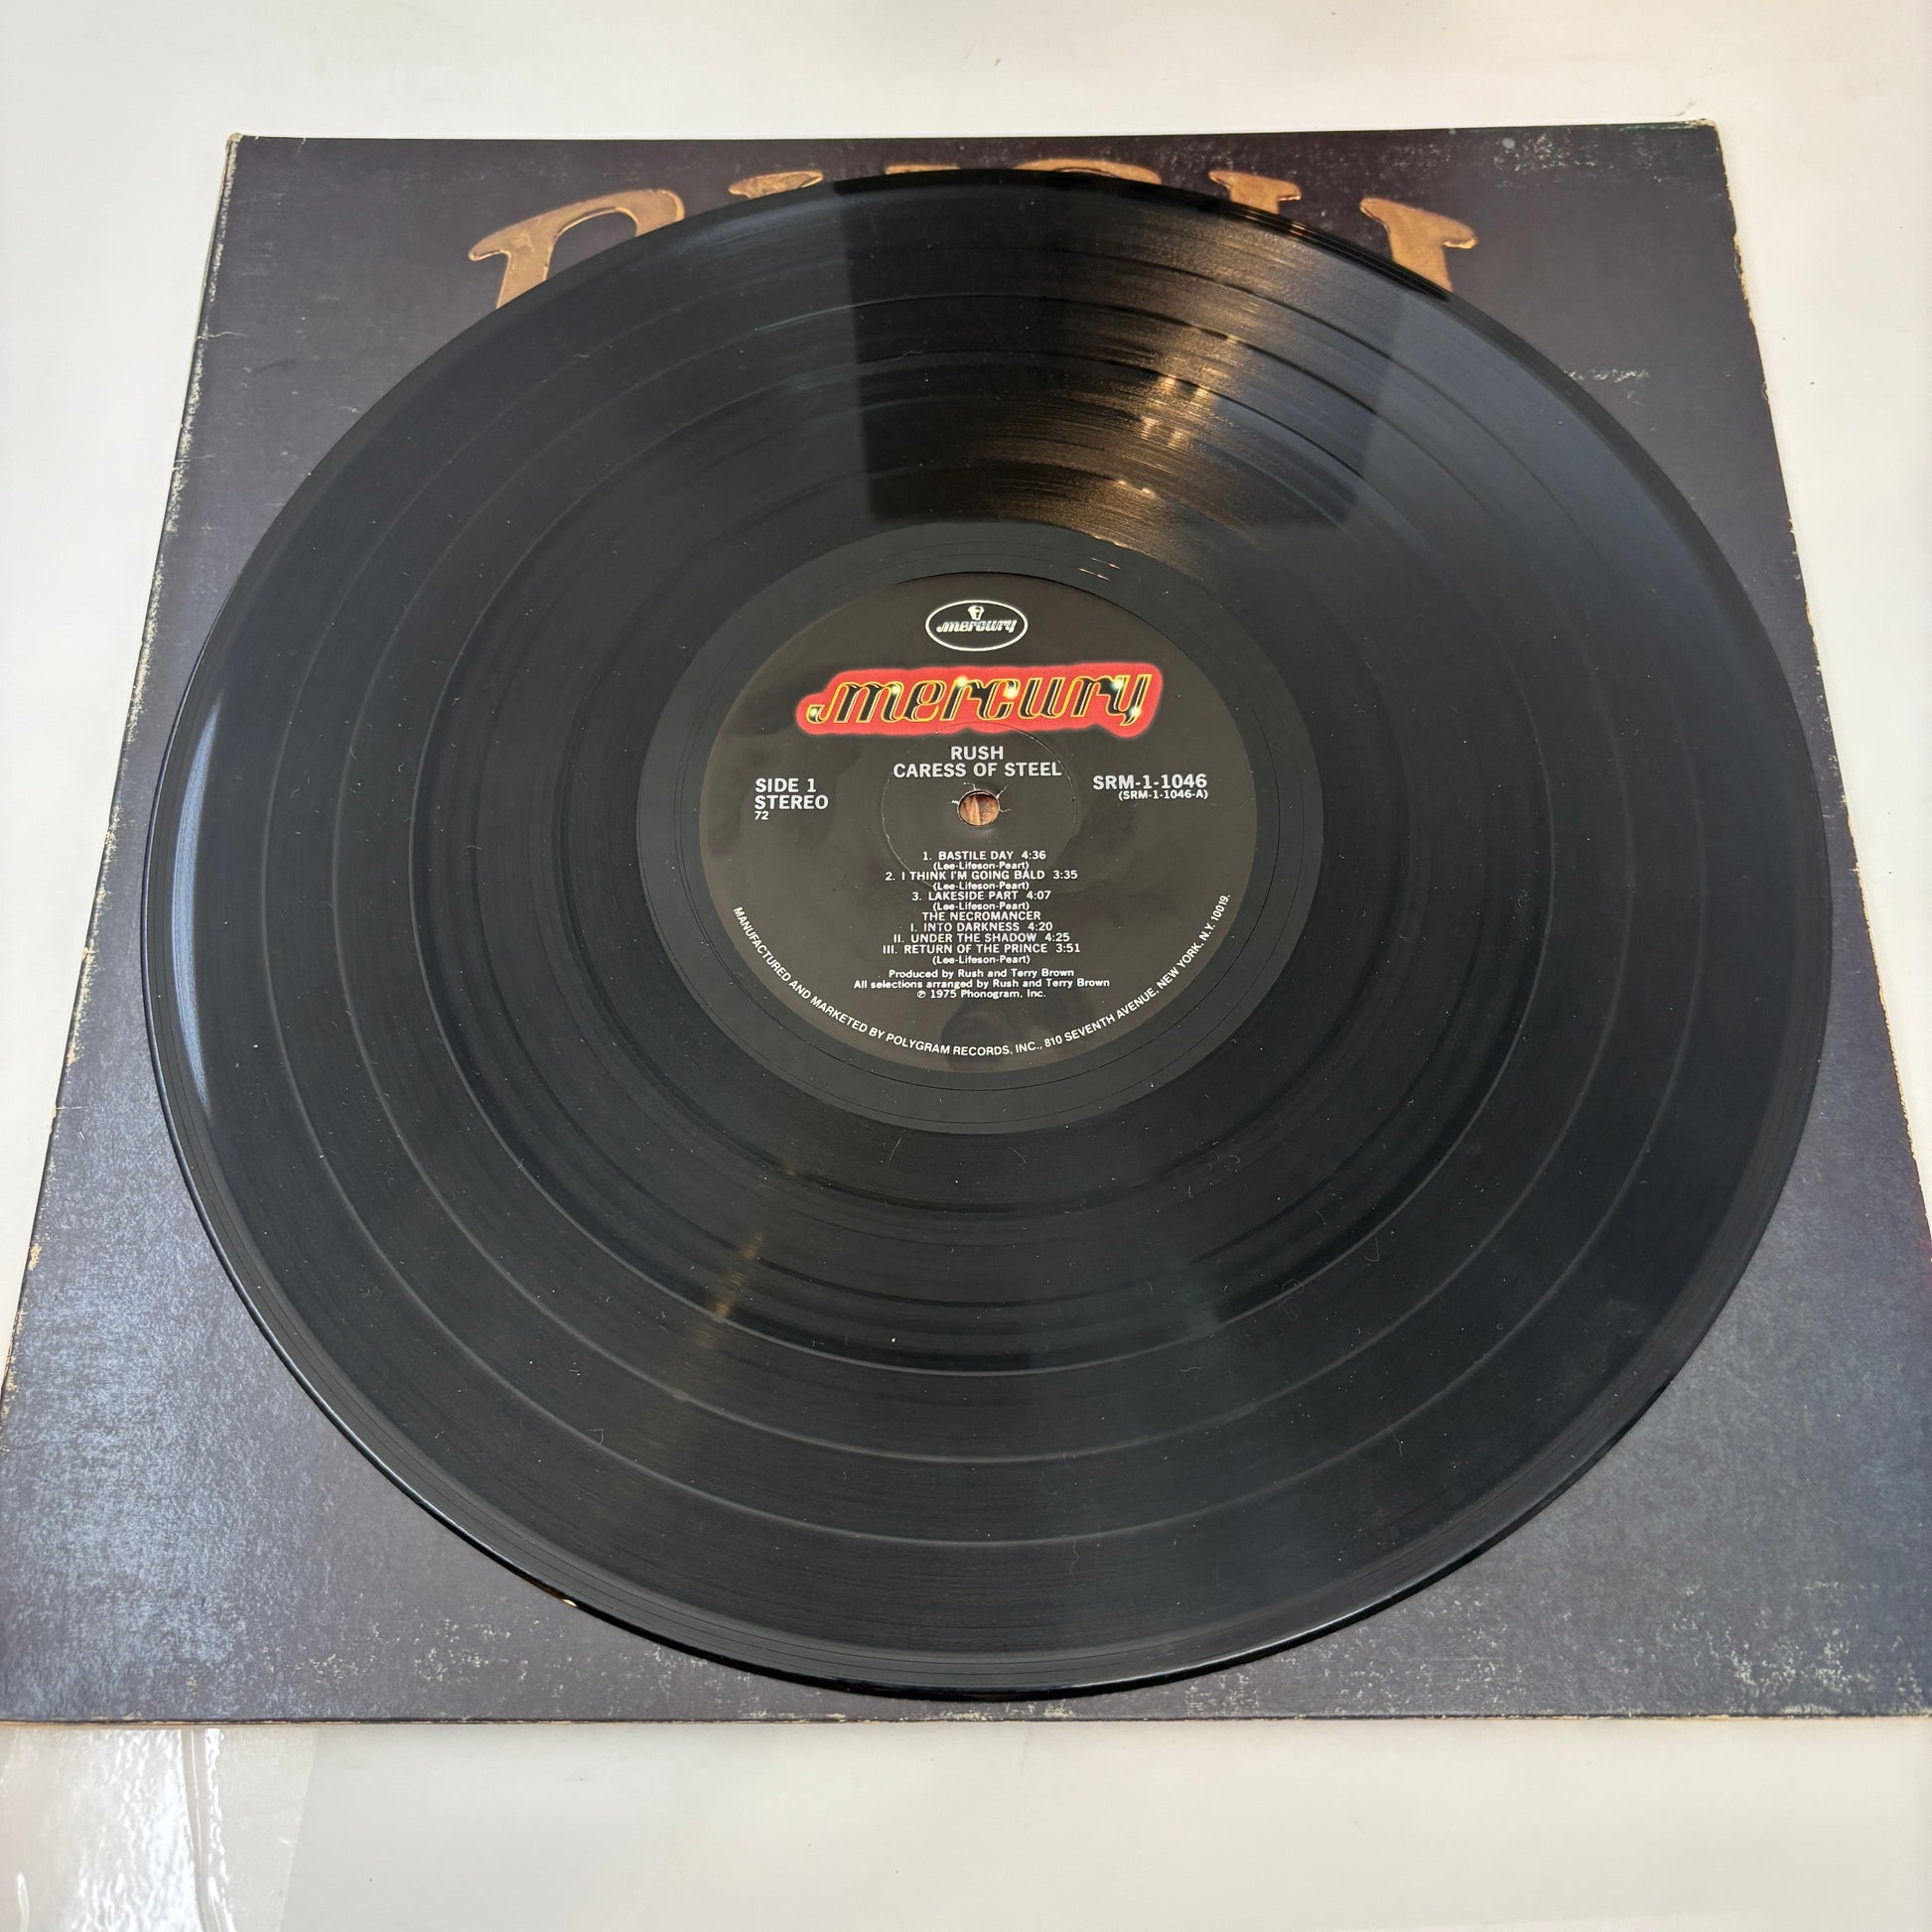 RUSH
mercury
mercury
RUSH
CARESS OF STEEL
SIDE 1
STEREO
72
SRM-1-1046
(SRM-1-1046-A)
1. BASTILE DAY 4:36
(Lee-Lifeson-Peart)
2. I THINK I'M GOING BALD 3:35
(Lee-Lifeson-Peart)
3. LAKESIDE PART 4:07
(Lee-Lifeson-Peart)
THE NECROMANCER
I. INTO DARKNESS 4:20
II. UNDER THE SHADOW 4:25
III. RETURN OF THE PRINCE 3:51
(Lee-Lifeson-Peart)
Produced by Rush and Terry Brown
All selections arranged by Rush and Terry Brown
℗ 1975 Phonogram, Inc.
MANUFACTURED AND MARKETED BY POLYGRAM RECORDS, INC., 810 SEVENTH AVENUE, NEW YORK, N.Y. 10019.